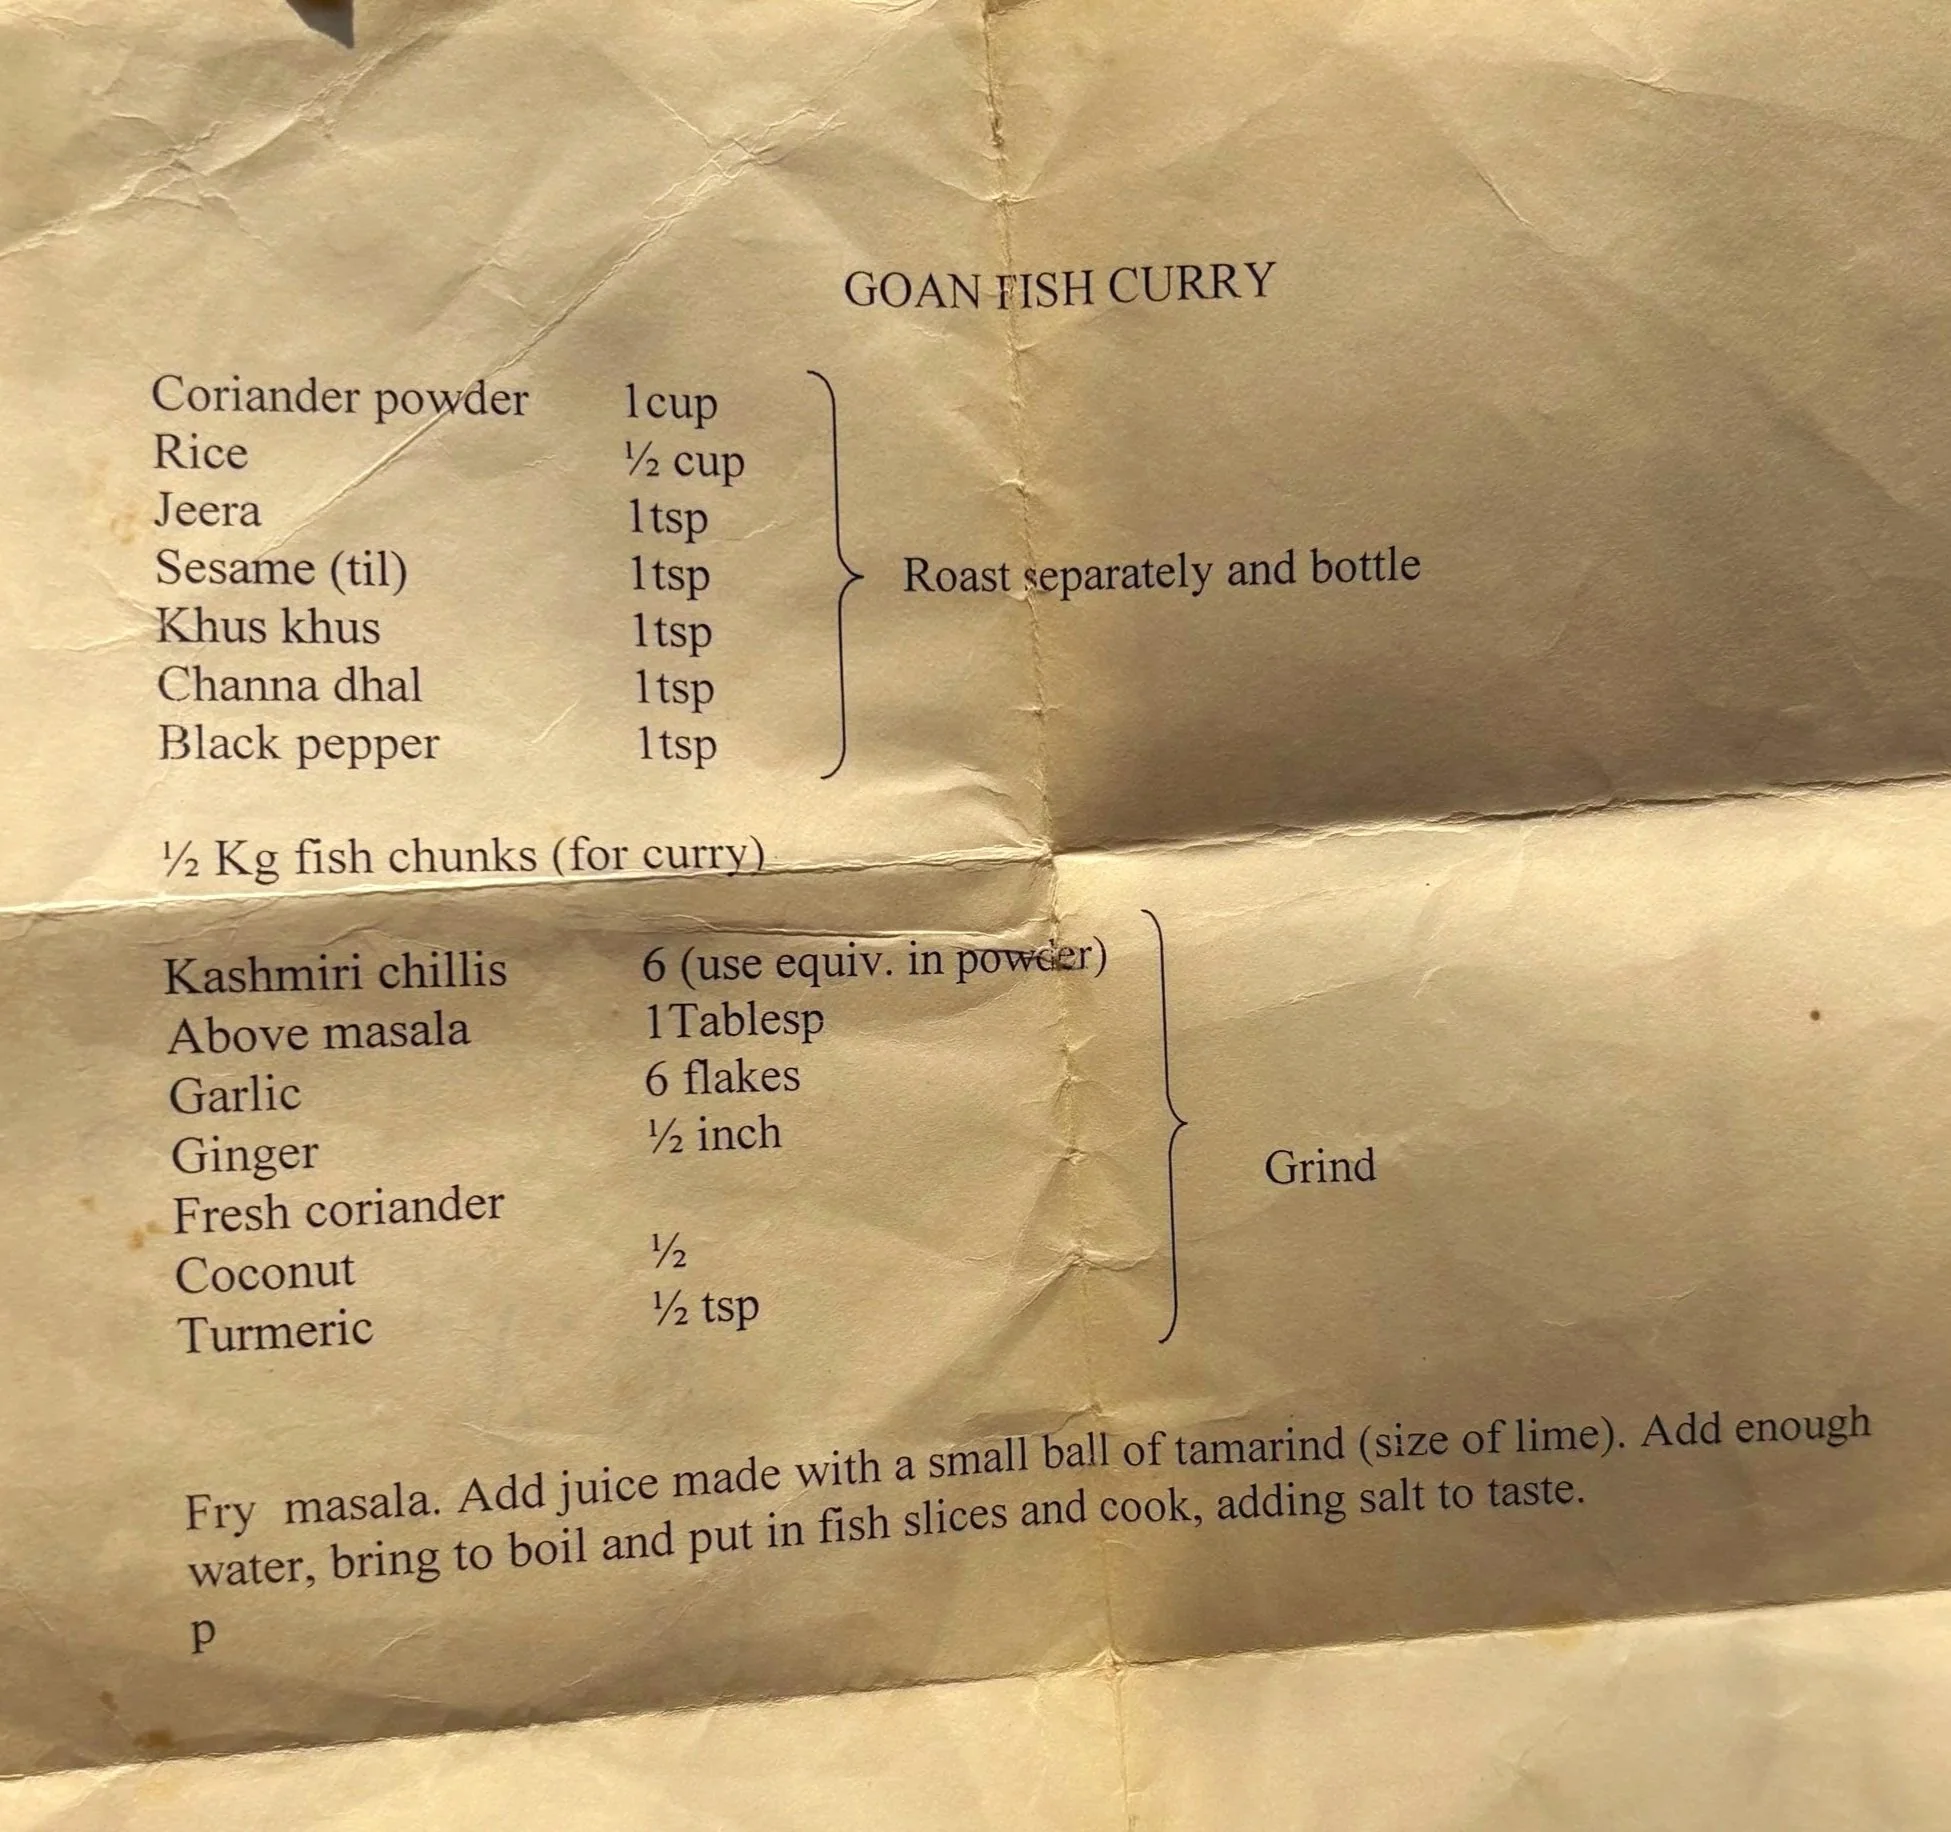 GOAN FISH CURRY
Coriander powder 1cup
Rice ½ cup
Jeera 1tsp
Sesame (til) 1tsp
Roast separately and bottle
Khus khus 1tsp
Channa dhal 1tsp
Black pepper 1tsp
½ Kg fish chunks (for curry)
Kashmiri chillis 6 (use equiv. in powder)
Above masala 1Tablesp
Garlic 6 flakes
Ginger ½ inch
Grind
Fresh coriander
Coconut ½
Turmeric ½ tsp
Fry  masala. Add juice made with a small ball of tamarind (size of lime). Add enough
water, bring to boil and put in fish slices and cook, adding salt to taste.
p